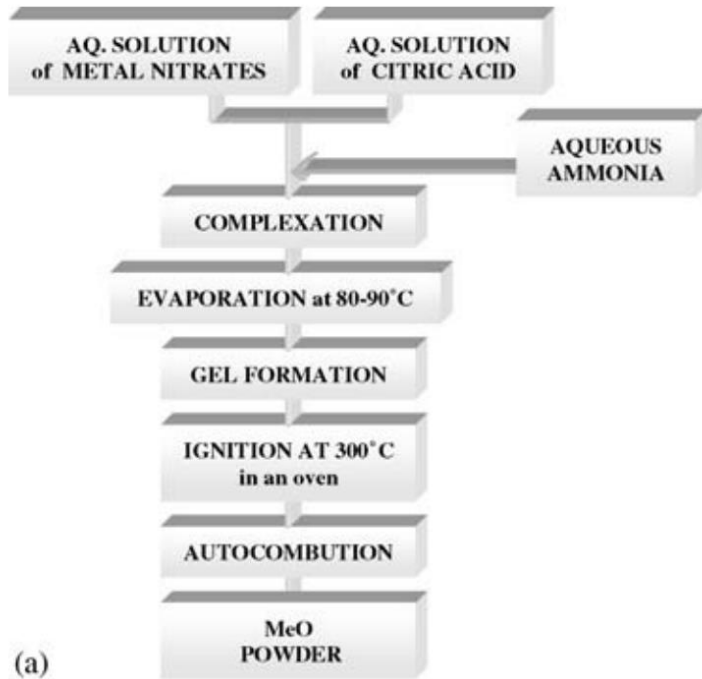 AQ. SOLUTION
of METAL NITRATES
AQ. SOLUTION
of CITRIC ACID
AQUEOUS
AMMONIA
COMPLEXATION
EVAPORATION at 80-90˚C
GEL FORMATION
IGNITION AT 300˚C
in an oven
AUTOCOMBUTION
MeO
POWDER
(a)